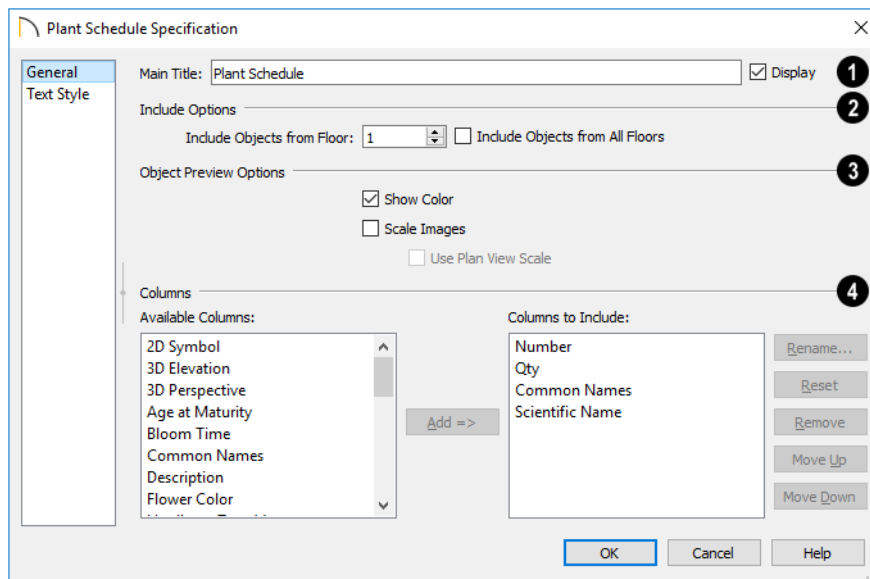 Plant Schedule Specification
General
Text Style
Main Title: Plant Schedule Display 1
Include Options 2
Include Objects from Floor: 1 Include Objects from All Floors
Object Preview Options 3
Show Color
Scale Images
Use Plan View Scale
Columns 4
Available Columns:
2D Symbol
3D Elevation
3D Perspective
Age at Maturity
Bloom Time
Common Names
Description
Flower Color
Add =>
Columns to Include:
Number
Qty
Common Names
Scientific Name
Rename...
Reset
Remove
Move Up
Move Down
OK Cancel Help